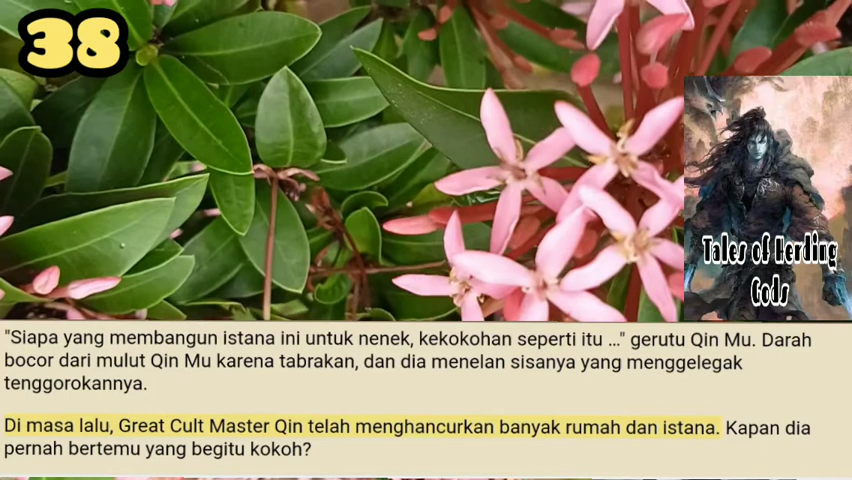 38
Tales of Herding
Gods
"Siapa yang membangun istana ini untuk nenek, kekokohan seperti itu ..." gerutu Qin Mu. Darah
bocor dari mulut Qin Mu karena tabrakan, dan dia menelan sisanya yang menggelegak
tenggorokannya.
Di masa lalu, Great Cult Master Qin telah menghancurkan banyak rumah dan istana. Kapan dia
pernah bertemu yang begitu kokoh?